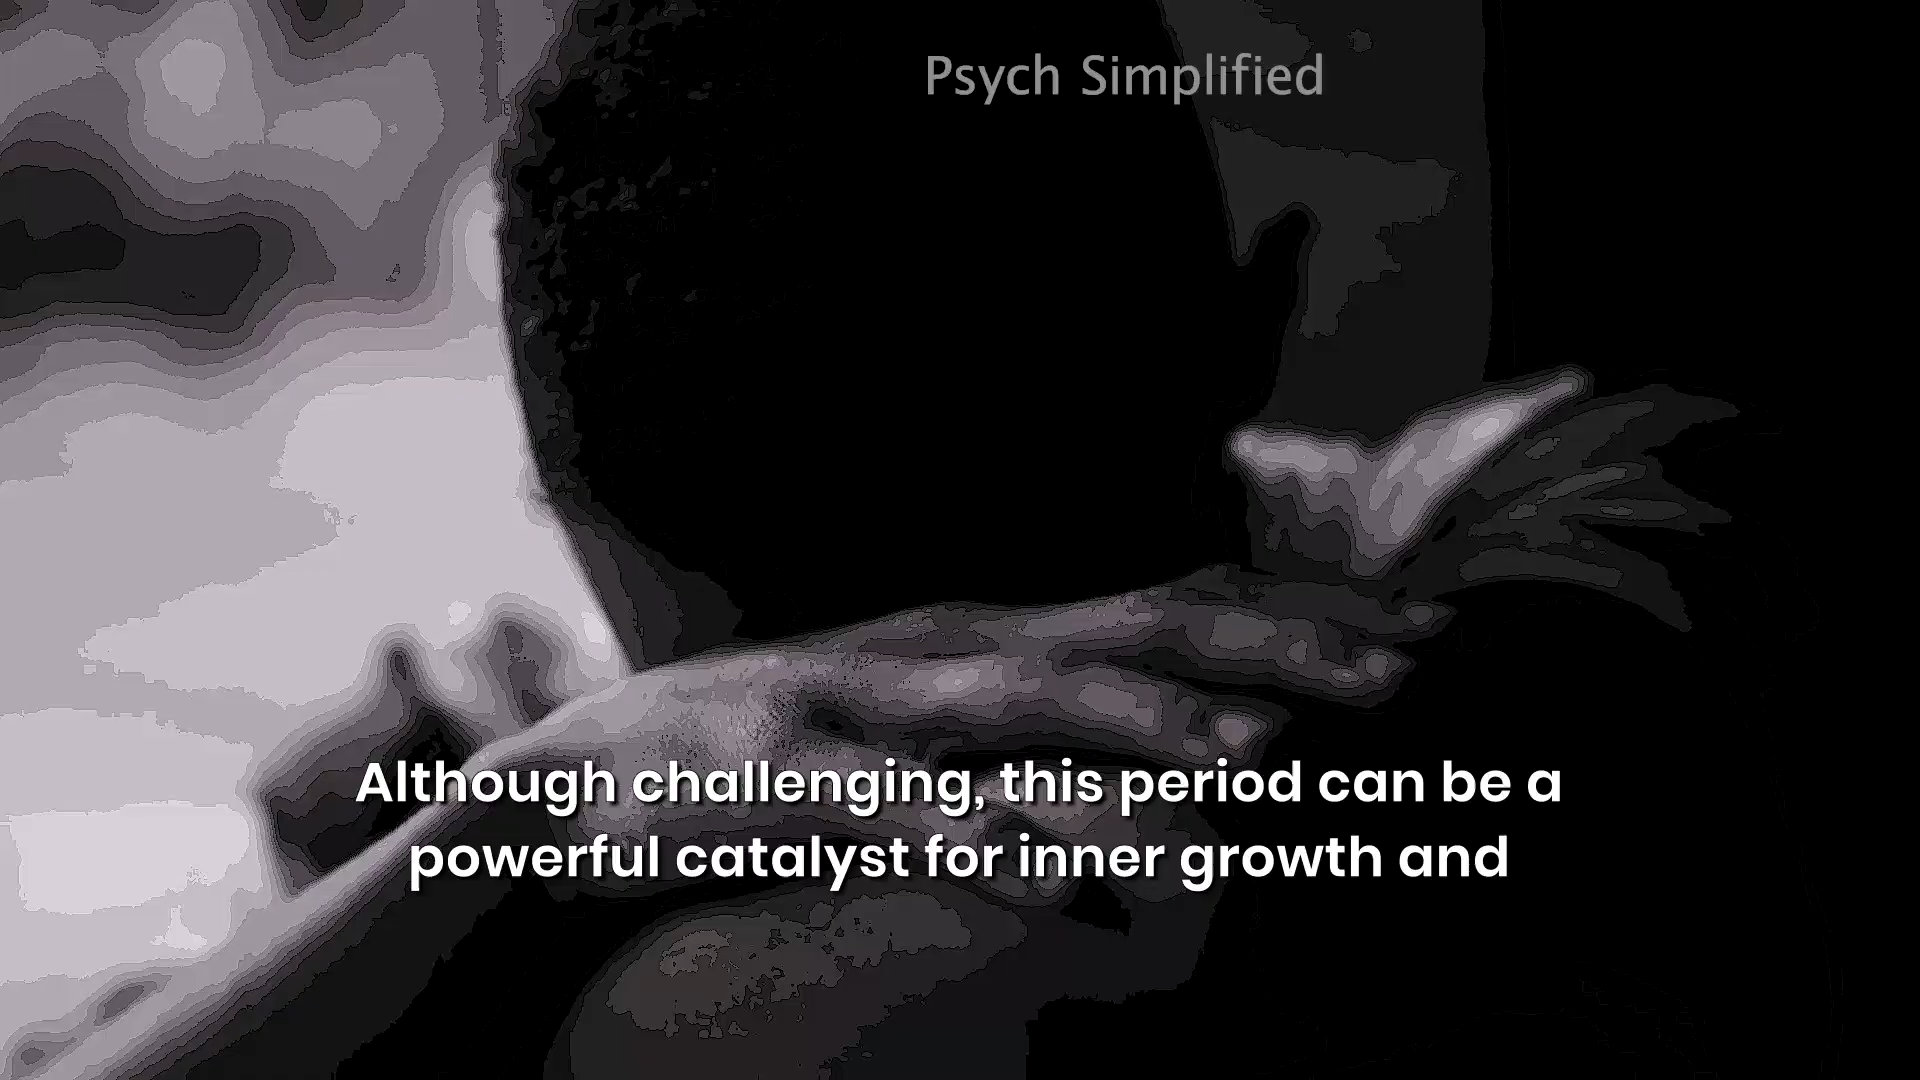 Psych Simplified
Although challenging, this period can be a
powerful catalyst for inner growth and